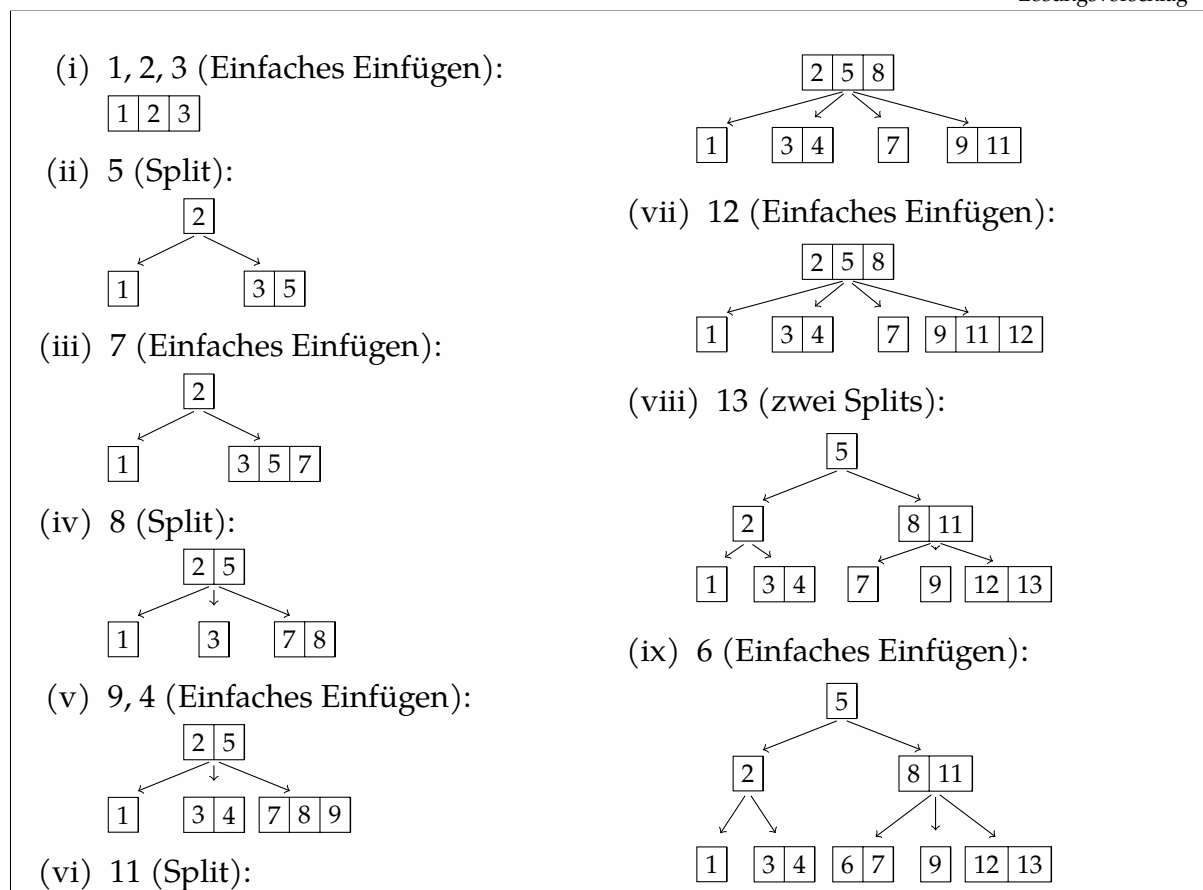 Lösungsvorschlag
(i) 1, 2, 3 (Einfaches Einfügen):
1 2 3
(ii) 5 (Split):
2
1 3 5
(iii) 7 (Einfaches Einfügen):
2
1 3 5 7
(iv) 8 (Split):
2 5
1 3 7 8
(v) 9, 4 (Einfaches Einfügen):
2 5
1 3 4 7 8 9
(vi) 11 (Split):
2 5 8
1 3 4 7 9 11
(vii) 12 (Einfaches Einfügen):
2 5 8
1 3 4 7 9 11 12
(viii) 13 (zwei Splits):
5
2 8 11
1 3 4 7 9 12 13
(ix) 6 (Einfaches Einfügen):
5
2 8 11
1 3 4 6 7 9 12 13